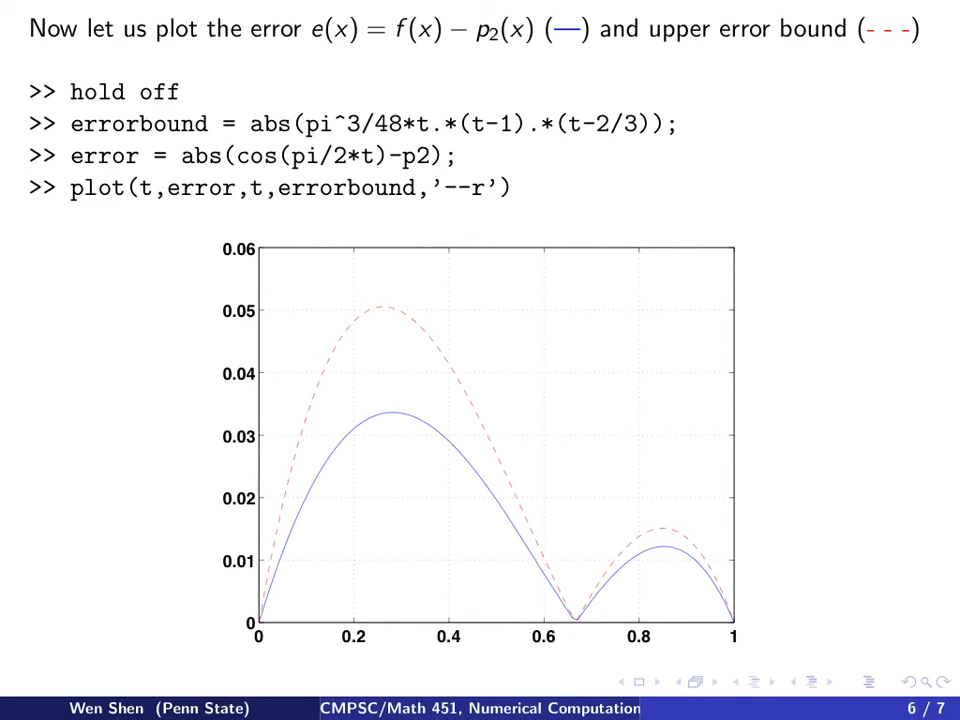 Now let us plot the error e(x) = f(x) − p₂(x) (—) and upper error bound (- - -)
>> hold off
>> errorbound = abs(pi^3/48*t.*(t-1).*(t-2/3));
>> error = abs(cos(pi/2*t)-p2);
>> plot(t,error,t,errorbound,'--r')
0.06
0.05
0.04
0.03
0.02
0.01
0
0 0.2 0.4 0.6 0.8 1
Wen Shen (Penn State) CMPSC/Math 451, Numerical Computation 6 / 7